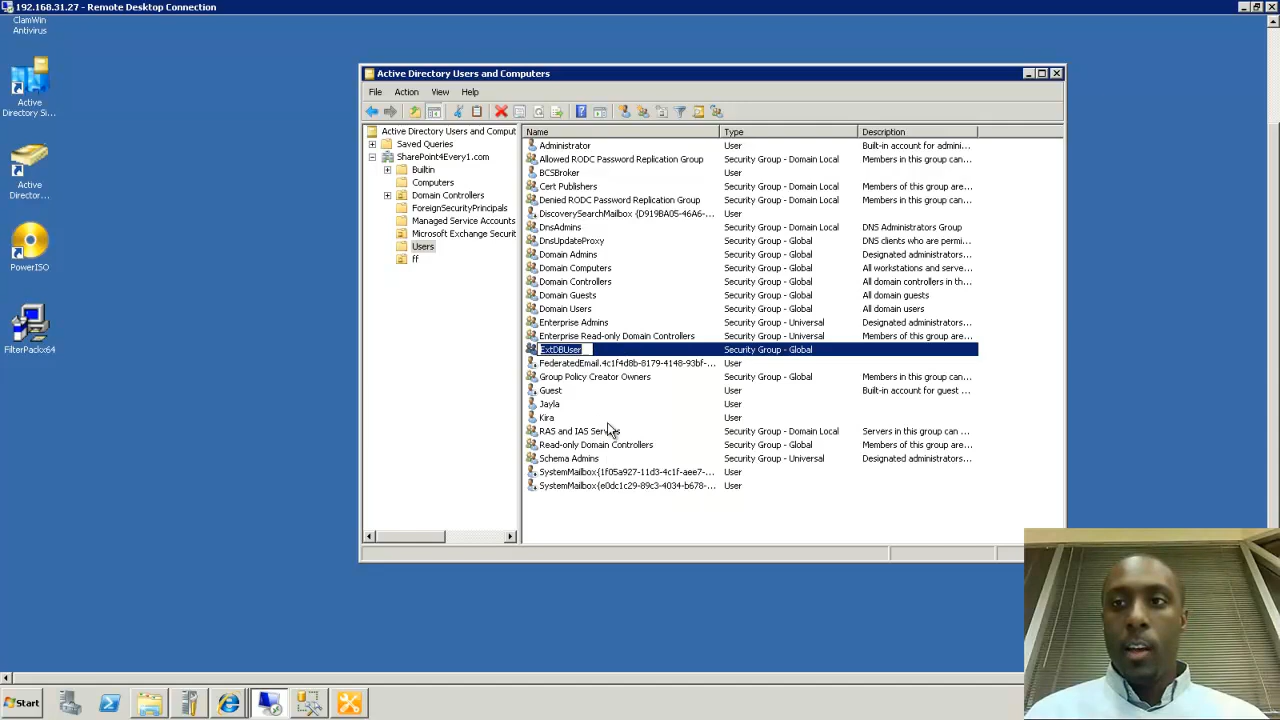 192.168.31.27 - Remote Desktop Connection
ClamWin
Antivirus
Active
Directory Si...
Active
Director...
PowerISO
FilterPackx64
Active Directory Users and Computers
File Action View Help
Active Directory Users and Comput
Saved Queries
SharePoint4Every1.com
Builtin
Computers
Domain Controllers
ForeignSecurityPrincipals
Managed Service Accounts
Microsoft Exchange Securit
Users
ff
Name Type Description
Administrator User Built-in account for admini...
Allowed RODC Password Replication Group Security Group - Domain Local Members in this group can...
BCSBroker User
Cert Publishers Security Group - Domain Local Members of this group are...
Denied RODC Password Replication Group Security Group - Domain Local Members in this group can...
DiscoverySearchMailbox {D919BA05-46A6-... User
DnsAdmins Security Group - Domain Local DNS Administrators Group
DnsUpdateProxy Security Group - Global DNS clients who are permi...
Domain Admins Security Group - Global Designated administrators...
Domain Computers Security Group - Global All workstations and serve...
Domain Controllers Security Group - Global All domain controllers in th...
Domain Guests Security Group - Global All domain guests
Domain Users Security Group - Global All domain users
Enterprise Admins Security Group - Universal Designated administrators...
Enterprise Read-only Domain Controllers Security Group - Universal Members of this group are...
ExtDBUser Security Group - Global
FederatedEmail.4c1f4d8b-8179-4148-93bf-... User
Group Policy Creator Owners Security Group - Global Members in this group can...
Guest User Built-in account for guest ...
Jayla User
Kira User
RAS and IAS Servers Security Group - Domain Local Servers in this group can ...
Read-only Domain Controllers Security Group - Global Members of this group are...
Schema Admins Security Group - Universal Designated administrators...
SystemMailbox{1f05a927-11d3-4c1f-aee7-... User
SystemMailbox{e0dc1c29-89c3-4034-b678-... User
Start